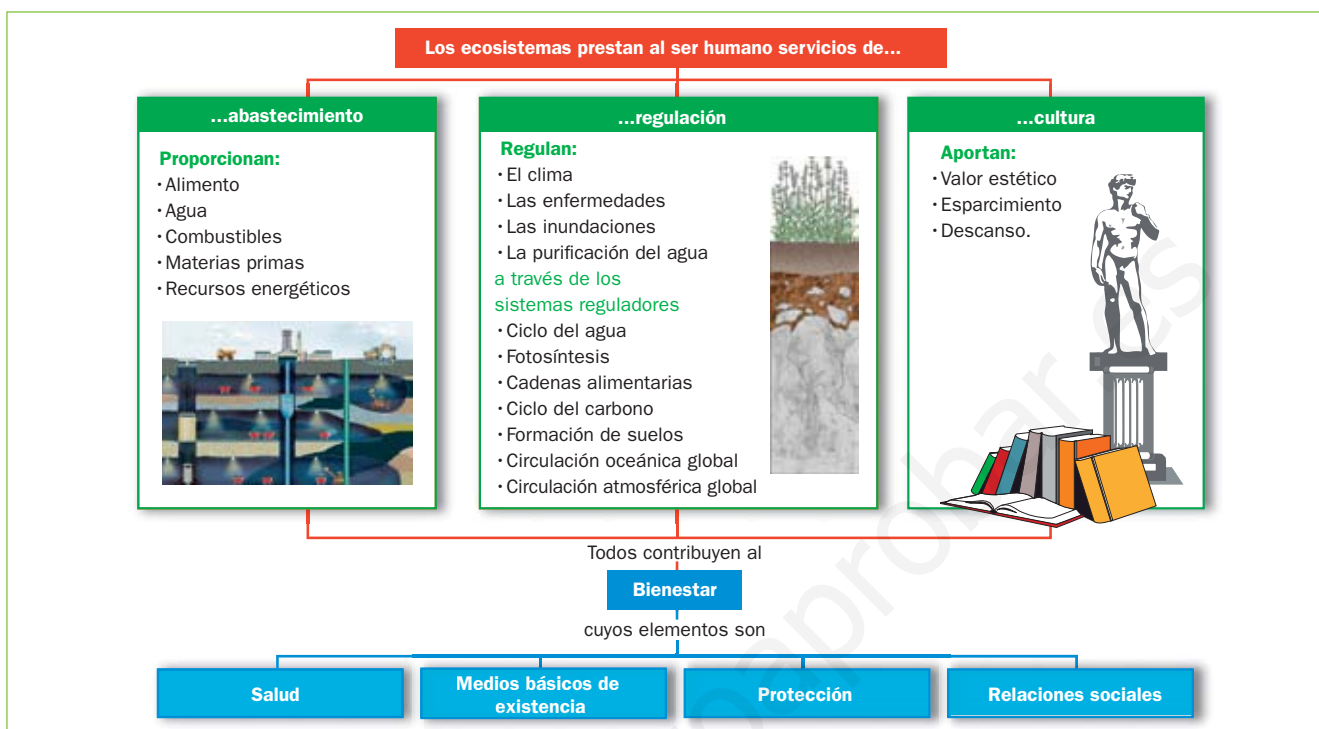 Los ecosistemas prestan al ser humano servicios de...
...abastecimiento
Proporcionan:
· Alimento
· Agua
· Combustibles
· Materias primas
· Recursos energéticos
...regulación
Regulan:
· El clima
· Las enfermedades
· Las inundaciones
· La purificación del agua
a través de los
sistemas reguladores
· Ciclo del agua
· Fotosíntesis
· Cadenas alimentarias
· Ciclo del carbono
· Formación de suelos
· Circulación oceánica global
· Circulación atmosférica global
...cultura
Aportan:
· Valor estético
· Esparcimiento
· Descanso.
Todos contribuyen al
Bienestar
cuyos elementos son
Salud
Medios básicos de
existencia
Protección
Relaciones sociales
oaprobar.es